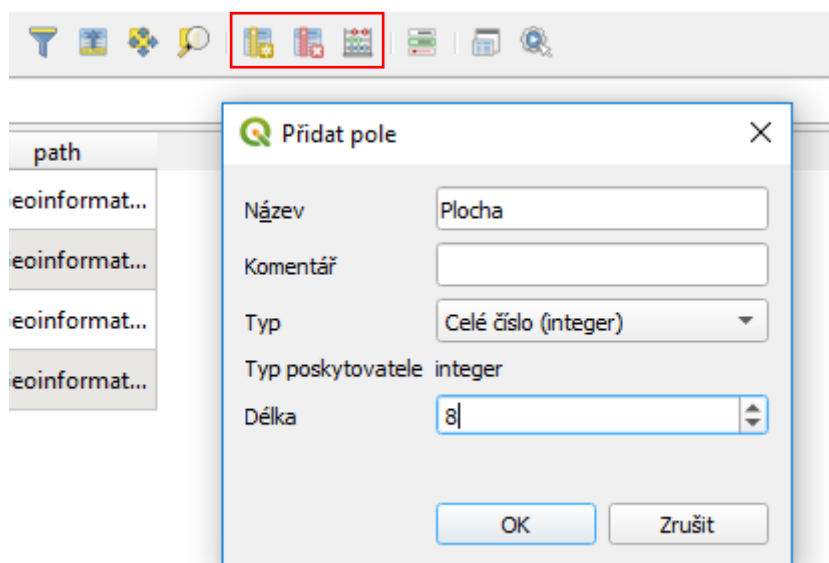 Přidat pole
path
eoinformat...
Název Plocha
eoinformat...
Komentář
eoinformat...
Typ Celé číslo (integer)
Typ poskytovatele integer
eoinformat...
Délka 8
OK Zrušit